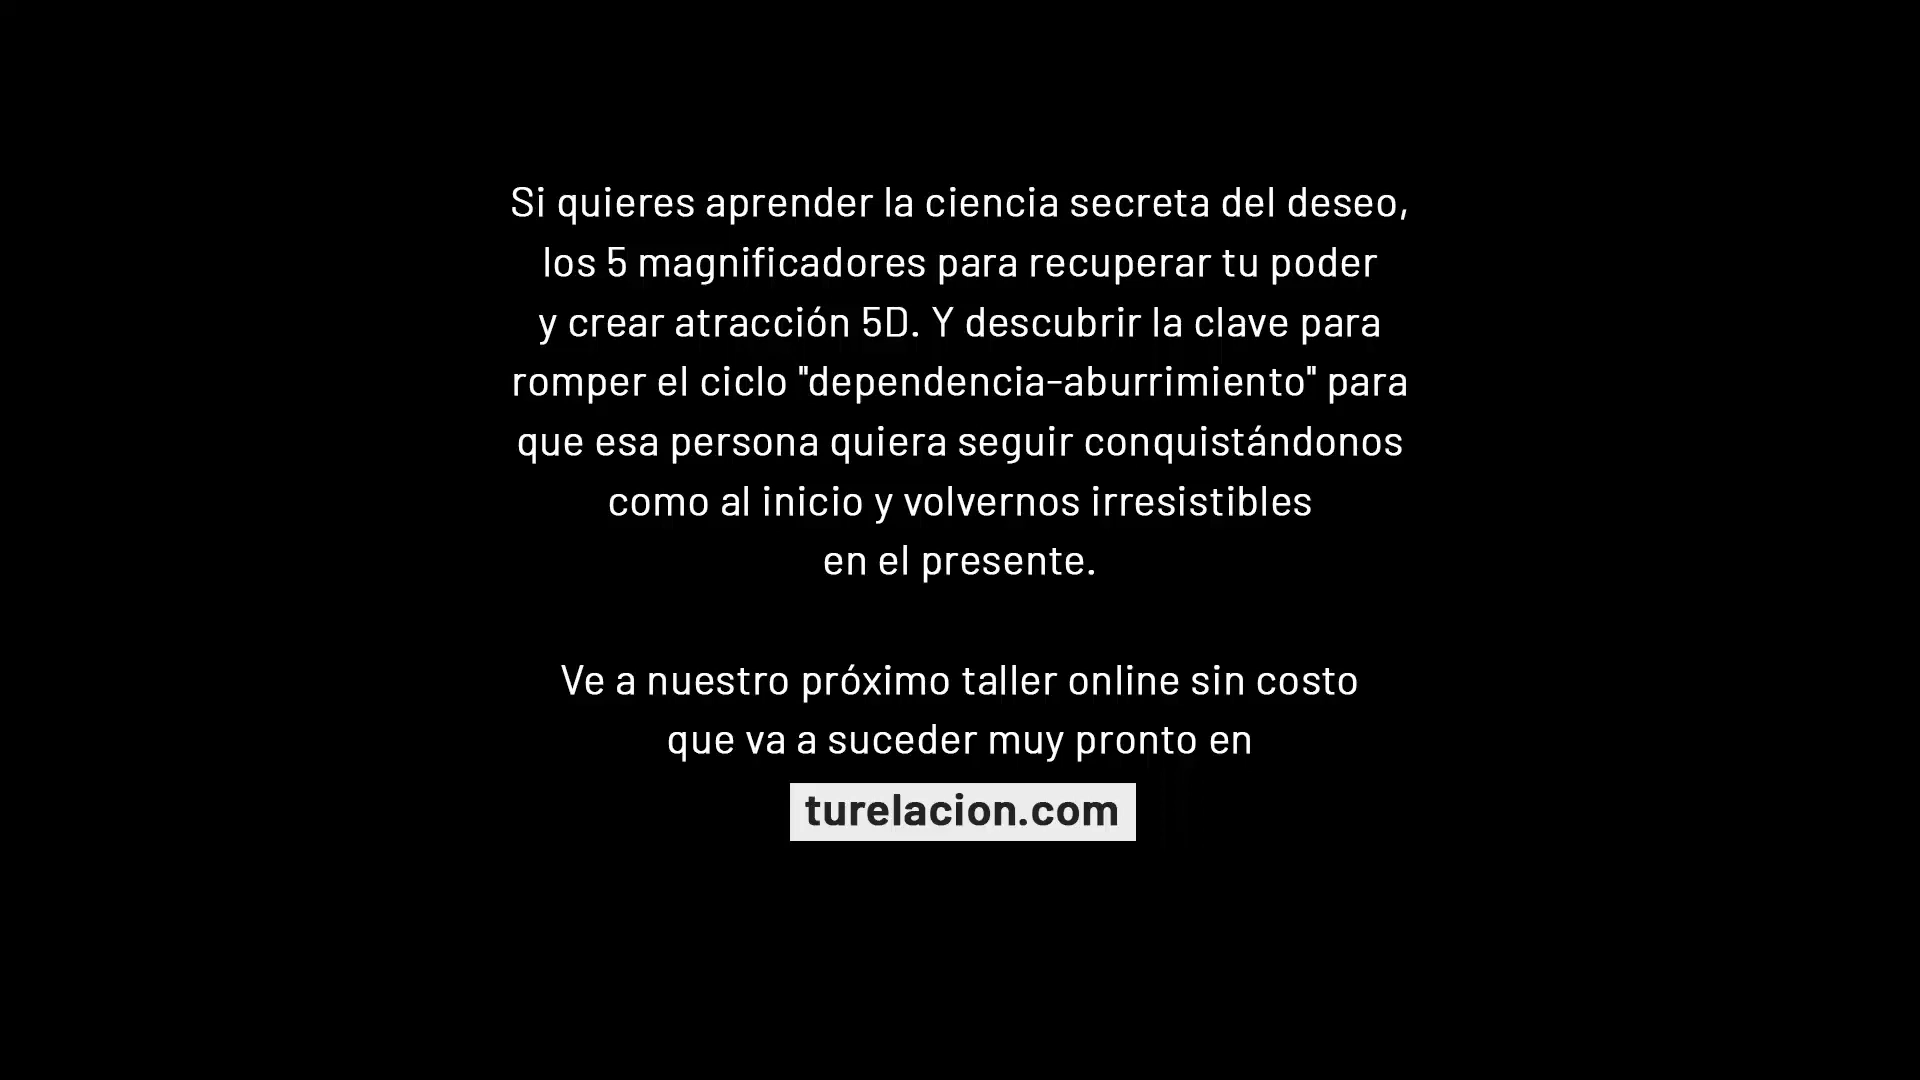 Si quieres aprender la ciencia secreta del deseo,
los 5 magnificadores para recuperar tu poder
y crear atracción 5D. Y descubrir la clave para
romper el ciclo "dependencia-aburrimiento" para
que esa persona quiera seguir conquistándonos
como al inicio y volvernos irresistibles
en el presente.
Ve a nuestro próximo taller online sin costo
que va a suceder muy pronto en
turelacion.com